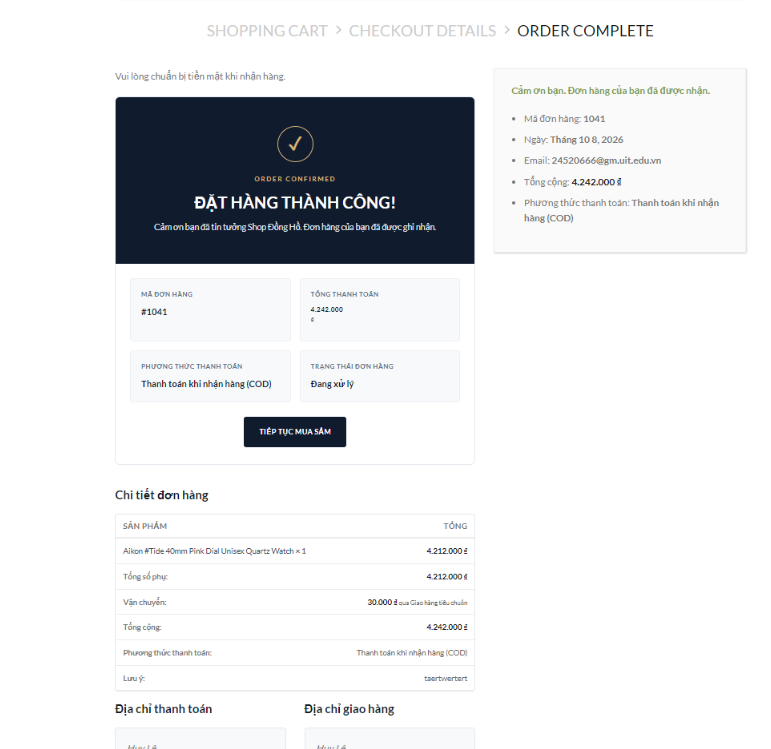 SHOPPING CART > CHECKOUT DETAILS > ORDER COMPLETE
Vui lòng chuẩn bị tiền mặt khi nhận hàng.
ORDER CONFIRMED
ĐẶT HÀNG THÀNH CÔNG!
Cảm ơn bạn đã tin tưởng Shop Đồng Hồ. Đơn hàng của bạn đã được ghi nhận.
MÃ ĐƠN HÀNG
#1041
TỔNG THANH TOÁN
4.242.000
₫
PHƯƠNG THỨC THANH TOÁN
Thanh toán khi nhận hàng (COD)
TRẠNG THÁI ĐƠN HÀNG
Đang xử lý
TIẾP TỤC MUA SẮM
Cảm ơn bạn. Đơn hàng của bạn đã được nhận.
Mã đơn hàng: 1041
Ngày: Tháng 10 8, 2026
Email: 24520666@gm.uit.edu.vn
Tổng cộng: 4.242.000 ₫
Phương thức thanh toán: Thanh toán khi nhận
hàng (COD)
Chi tiết đơn hàng
SẢN PHẨM TỔNG
Aikon #Tide 40mm Pink Dial Unisex Quartz Watch × 1 4.212.000 ₫
Tổng số phụ: 4.212.000 ₫
Vận chuyển: 30.000 ₫ qua Giao hàng tiêu chuẩn
Tổng cộng: 4.242.000 ₫
Phương thức thanh toán: Thanh toán khi nhận hàng (COD)
Lưu ý: taertwertert
Địa chỉ thanh toán Địa chỉ giao hàng
Huy Lê Huy Lê